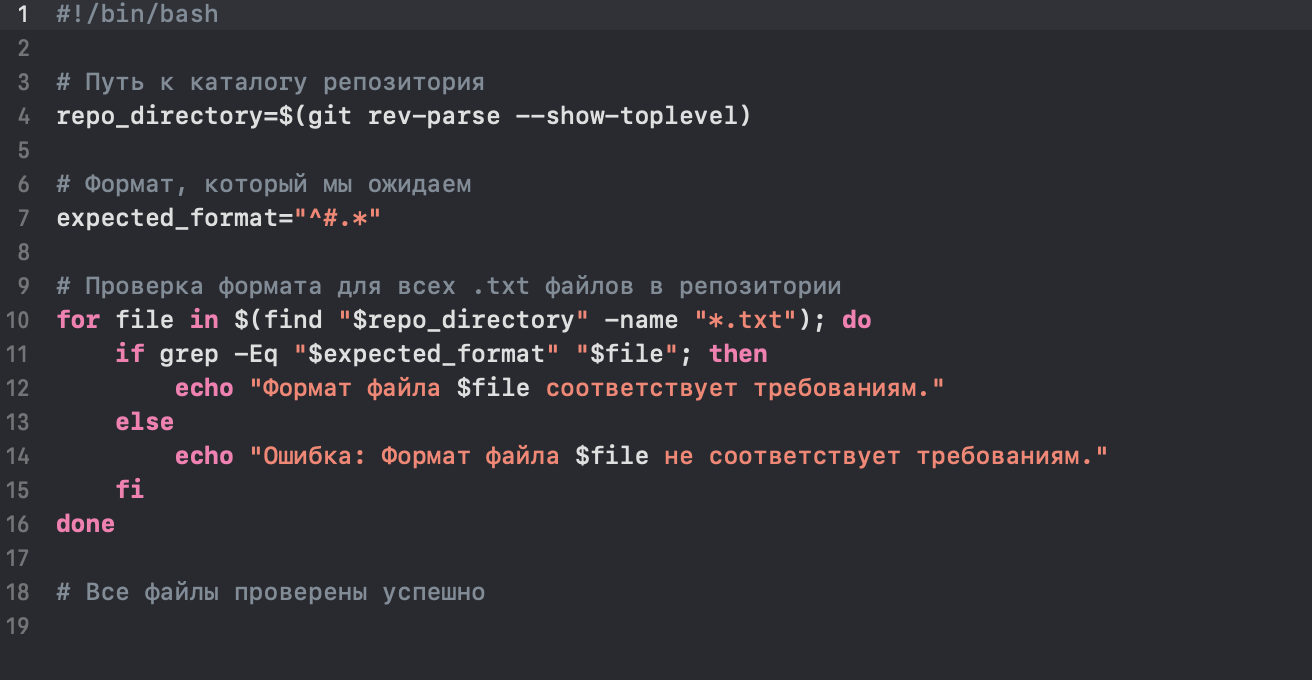 1 #!/bin/bash
2
3 # Путь к каталогу репозитория
4 repo_directory=$(git rev-parse --show-toplevel)
5
6 # Формат, который мы ожидаем
7 expected_format="^#.*"
8
9 # Проверка формата для всех .txt файлов в репозитории
10 for file in $(find "$repo_directory" -name "*.txt"); do
11     if grep -Eq "$expected_format" "$file"; then
12         echo "Формат файла $file соответствует требованиям."
13     else
14         echo "Ошибка: Формат файла $file не соответствует требованиям."
15     fi
16 done
17
18 # Все файлы проверены успешно
19